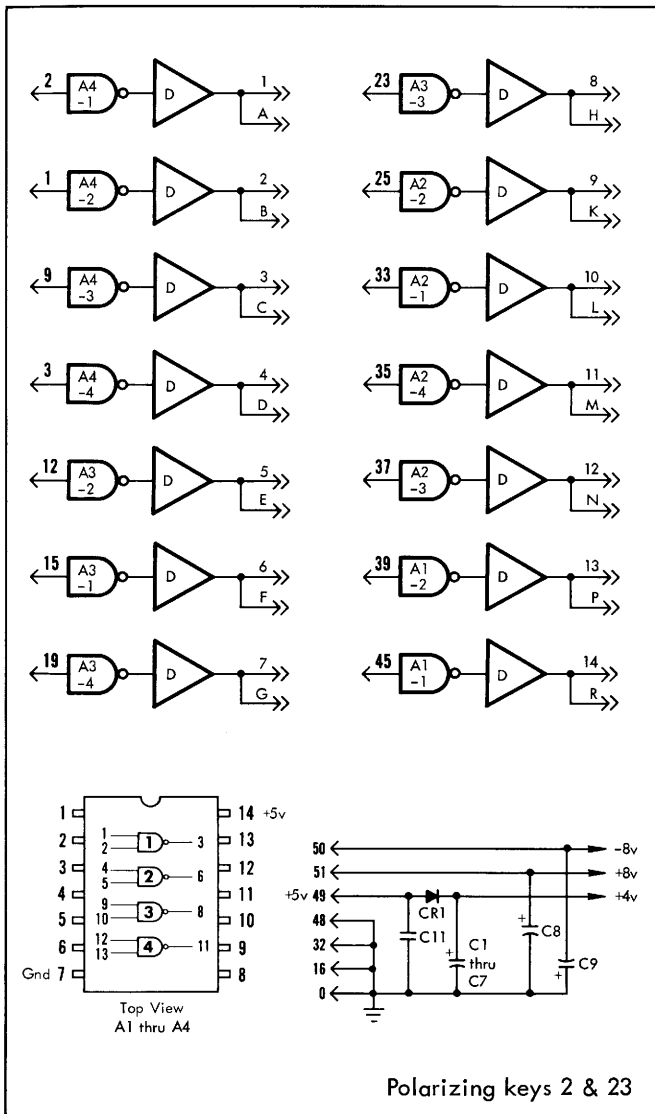 2 A4 -1 D 1 A
1 A4 -2 D 2 B
9 A4 -3 D 3 C
3 A4 -4 D 4 D
12 A3 -2 D 5 E
15 A3 -1 D 6 F
19 A3 -4 D 7 G
23 A3 -3 D 8 H
25 A2 -2 D 9 K
33 A2 -1 D 10 L
35 A2 -4 D 11 M
37 A2 -3 D 12 N
39 A1 -2 D 13 P
45 A1 -1 D 14 R
1 14 +5v
2 1 2 1 3 13
3 4 5 2 6 12
4 11
5 9 10 3 8 10
6 12 13 4 11 9
Gnd 7 8
Top View
A1 thru A4
50 -8v
51 +8v
+5v 49 +4v
48 CR1
C11 + C1 + C8
32 thru
16 C7 + C9
0
Polarizing keys 2 & 23